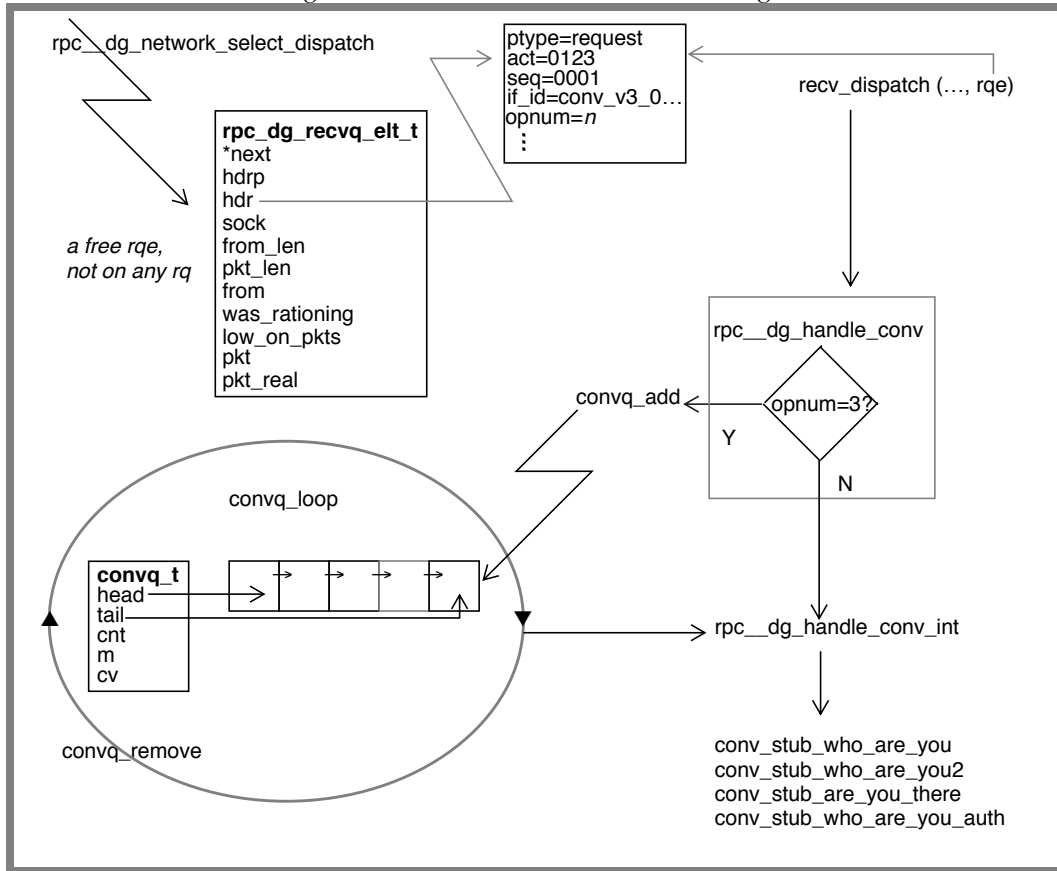 rpc__dg_network_select_dispatch
ptype=request
act=0123
seq=0001
if_id=conv_v3_0…
opnum=n
⋮
recv_dispatch (…, rqe)
rpc_dg_recvq_elt_t
*next
hdrp
hdr
sock
from_len
pkt_len
from
was_rationing
low_on_pkts
pkt
pkt_real
a free rqe,
not on any rq
rpc__dg_handle_conv
opnum=3?
Y
N
convq_add
convq_loop
convq_t
head
tail
cnt
m
cv
convq_remove
rpc__dg_handle_conv_int
conv_stub_who_are_you
conv_stub_who_are_you2
conv_stub_are_you_there
conv_stub_who_are_you_auth